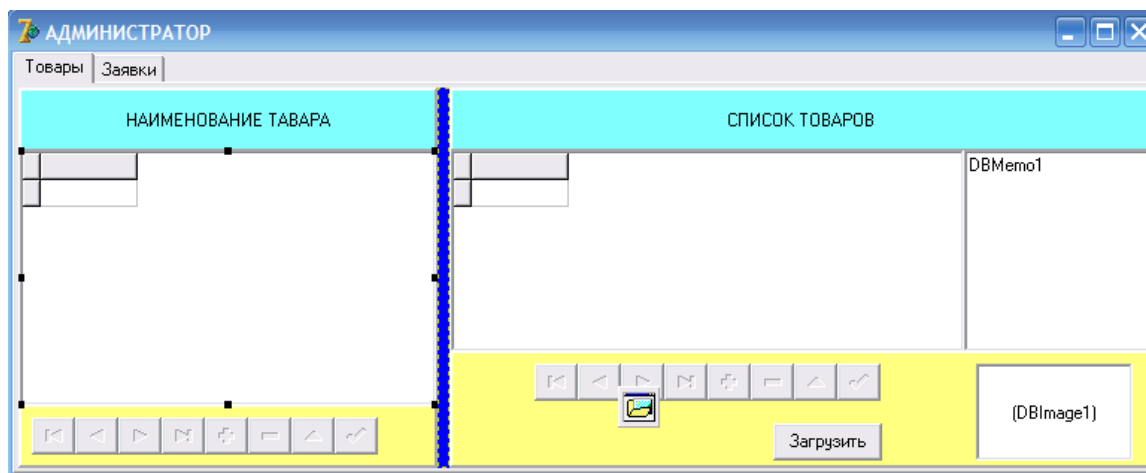 АДМИНИСТРАТОР
Товары Заявки
НАИМЕНОВАНИЕ ТАВАРА
СПИСОК ТОВАРОВ
DBMemo1
(DBImage1)
Загрузить